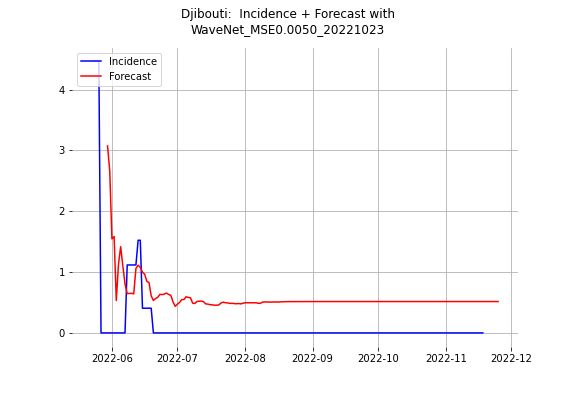 Djibouti:  Incidence + Forecast with
WaveNet_MSE0.0050_20221023
Incidence
Forecast
4
3
2
1
0
2022-06 2022-07 2022-08 2022-09 2022-10 2022-11 2022-12